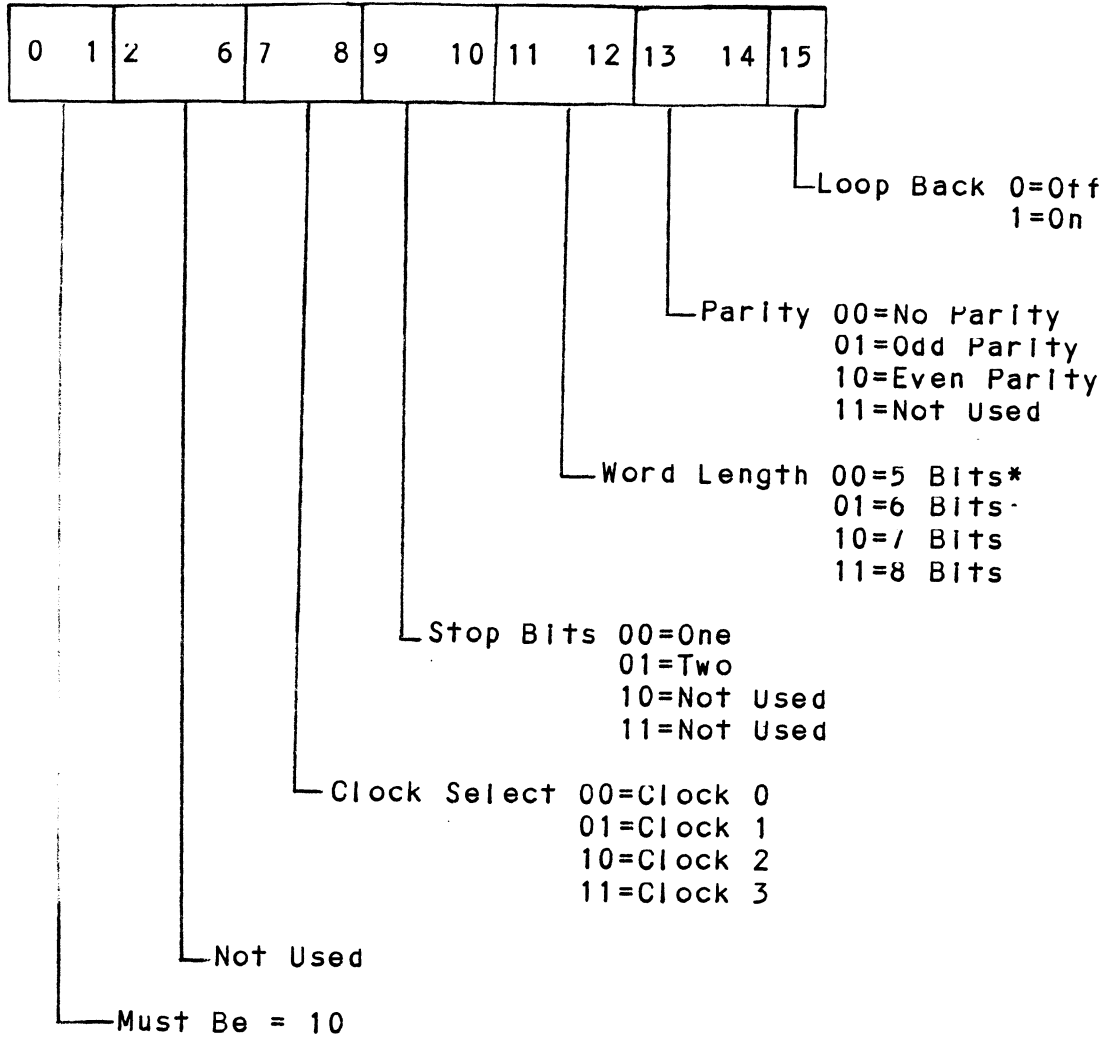 0 1 2 6 7 8 9 10 11 12 13 14 15
Loop Back 0=Off
1=On
Parity 00=No Parity
01=Odd Parity
10=Even Parity
11=Not Used
Word Length 00=5 Bits*
01=6 Bits
10=7 Bits
11=8 Bits
Stop Bits 00=One
01=Two
10=Not Used
11=Not Used
Clock Select 00=Clock 0
01=Clock 1
10=Clock 2
11=Clock 3
Not Used
Must Be = 10